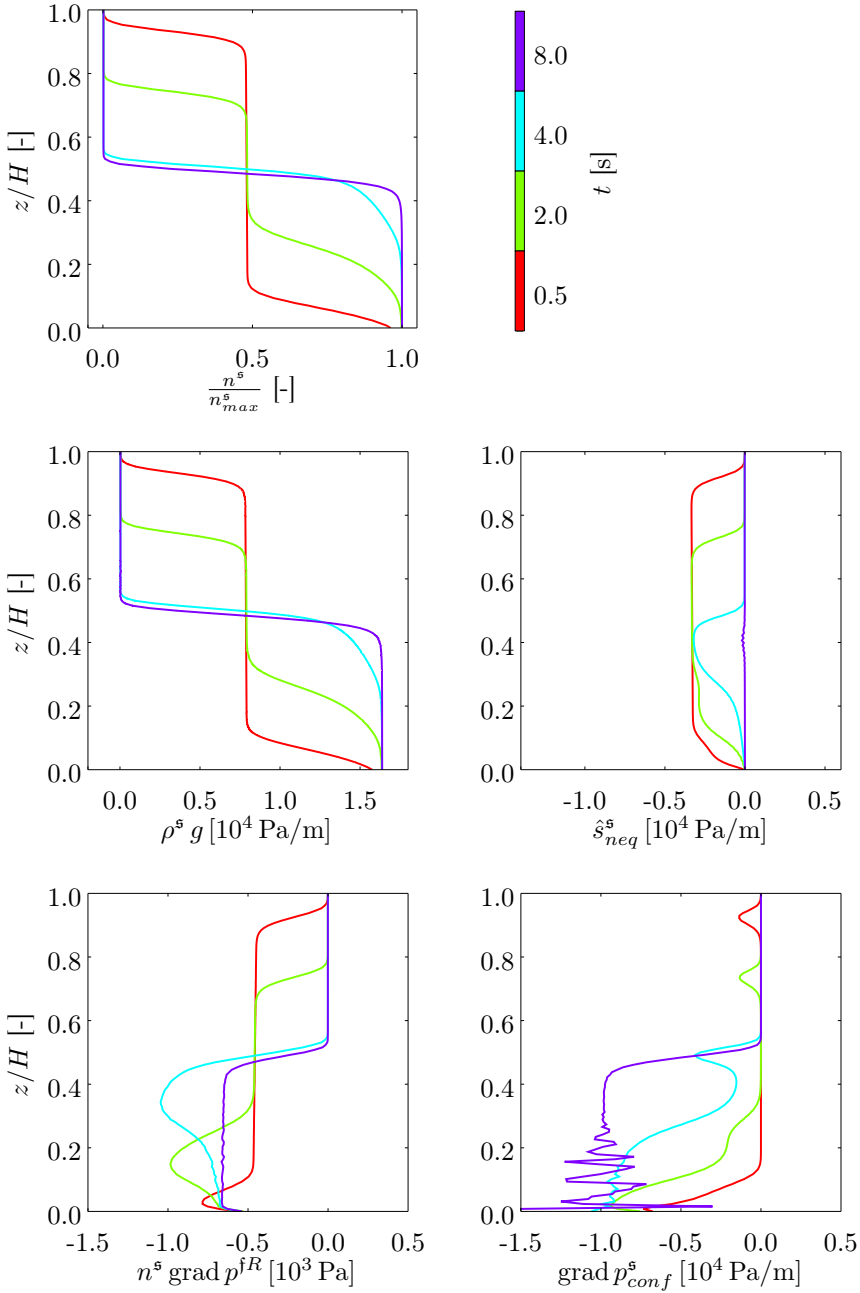 1.0
0.8
0.6
0.4
0.2
0.0
z/H [-]
0.0 0.5 1.0
n^𝔰 / n^𝔰_max [-]
8.0
4.0
2.0
0.5
t [s]
1.0
0.8
0.6
0.4
0.2
0.0
z/H [-]
0.0 0.5 1.0 1.5
ρ^𝔰 g [10^4 Pa/m]
1.0
0.8
0.6
0.4
0.2
0.0
-1.0 -0.5 0.0 0.5
ŝ^𝔰_neq [10^4 Pa/m]
1.0
0.8
0.6
0.4
0.2
0.0
z/H [-]
-1.5 -1.0 -0.5 0.0 0.5
n^𝔰 grad p^𝔣R [10^3 Pa]
1.0
0.8
0.6
0.4
0.2
0.0
-1.5 -1.0 -0.5 0.0 0.5
grad p^𝔰_conf [10^4 Pa/m]